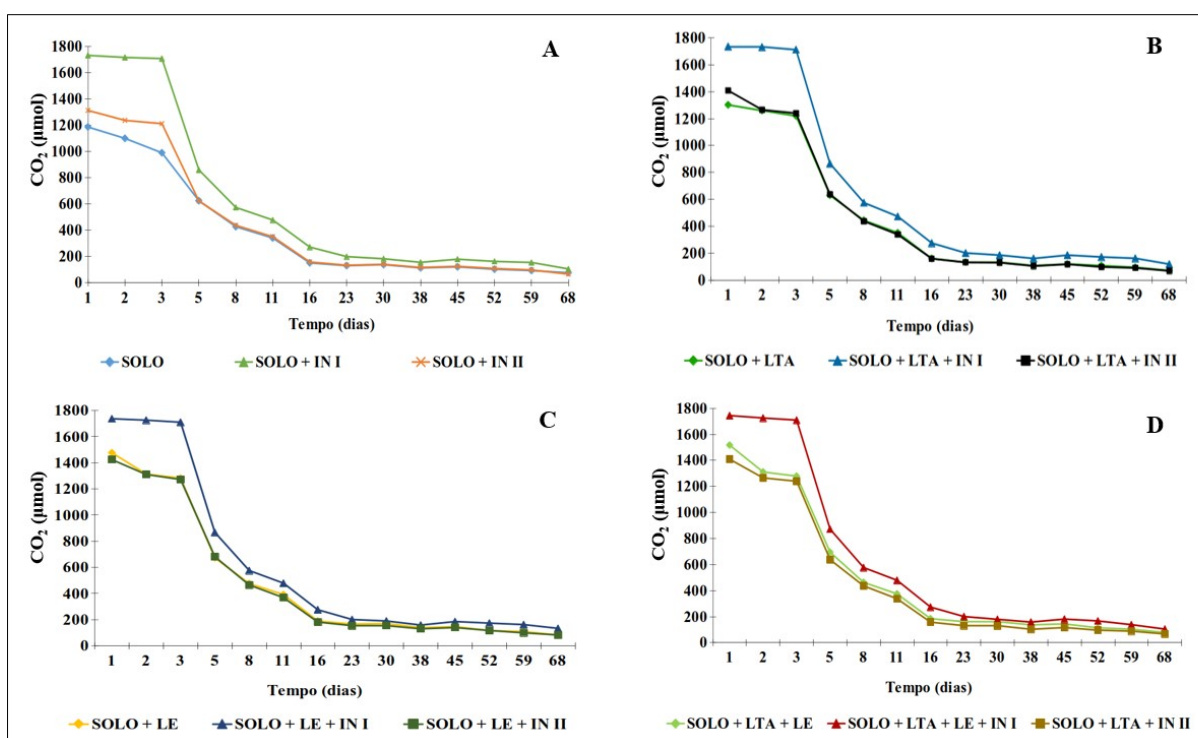 A
CO₂ (µmol)
1800
1600
1400
1200
1000
800
600
400
200
0
1 2 3 5 8 11 16 23 30 38 45 52 59 68
Tempo (dias)
SOLO SOLO + IN I SOLO + IN II
B
CO₂ (µmol)
1800
1600
1400
1200
1000
800
600
400
200
0
1 2 3 5 8 11 16 23 30 38 45 52 59 68
Tempo (dias)
SOLO + LTA SOLO + LTA + IN I SOLO + LTA + IN II
C
CO₂ (µmol)
1800
1600
1400
1200
1000
800
600
400
200
0
1 2 3 5 8 11 16 23 30 38 45 52 59 68
Tempo (dias)
SOLO + LE SOLO + LE + IN I SOLO + LE + IN II
D
CO₂ (µmol)
1800
1600
1400
1200
1000
800
600
400
200
0
1 2 3 5 8 11 16 23 30 38 45 52 59 68
Tempo (dias)
SOLO + LTA + LE SOLO + LTA + LE + IN I SOLO + LTA + IN II